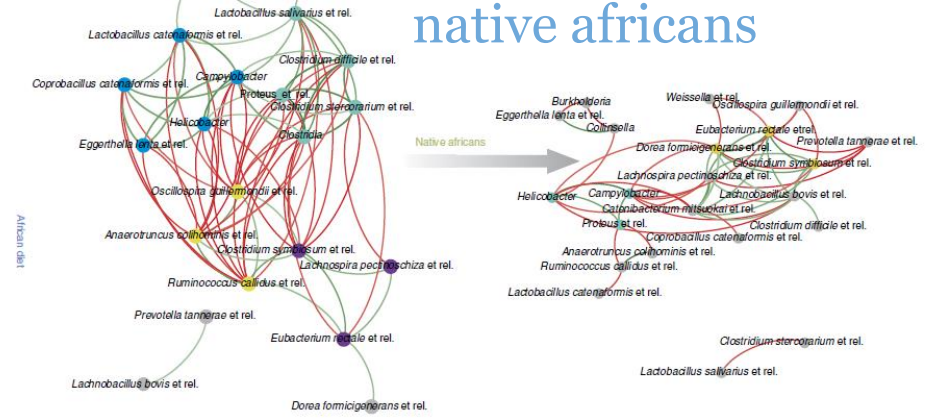 native africans
Lactobacillus salivarius et rel.
Lactobacillus catenaformis et rel.
Clostridium difficile et rel.
Campylobacter
Coprobacillus catenaformis et rel.
Proteus et rel.
Clostridium stercorarium et rel.
Helicobacter
Clostridia
Eggerthella lenta et rel.
Oscillospira guillermondii et rel.
Anaerotruncus colihominis et rel.
Clostridium symbiosum et rel.
Lachnospira pectinoschiza et rel.
Ruminococcus callidus et rel.
Prevotella tannerae et rel.
Eubacterium rectale et rel.
Lachnobacillus bovis et rel.
Dorea formicigenerans et rel.
African diet
Native africans
Weissella et rel.
Burkholderia
Oscillospira guillermondii et rel.
Eggerthella lenta et rel.
Collinsella
Eubacterium rectale etrel.
Prevotella tannerae et rel.
Dorea formicigenerans et rel.
Clostridium symbiosum et rel.
Lachnospira pectinoschiza et rel.
Helicobacter
Campylobacter
Lachnobacillus bovis et rel.
Catenibacterium mitsuokai et rel.
Proteus et rel.
Clostridium difficile et rel.
Coprobacillus catenaformis et rel.
Anaerotruncus colihominis et rel.
Ruminococcus callidus et rel.
Lactobacillus catenaformis et rel.
Clostridium stercorarium et rel.
Lactobacillus salivarius et rel.